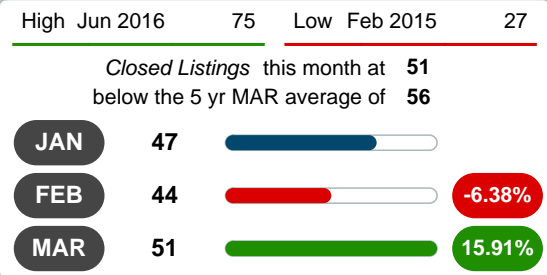 High Jun 2016 75 Low Feb 2015 27
Closed Listings this month at 51
below the 5 yr MAR average of 56
JAN 47
FEB 44 -6.38%
MAR 51 15.91%